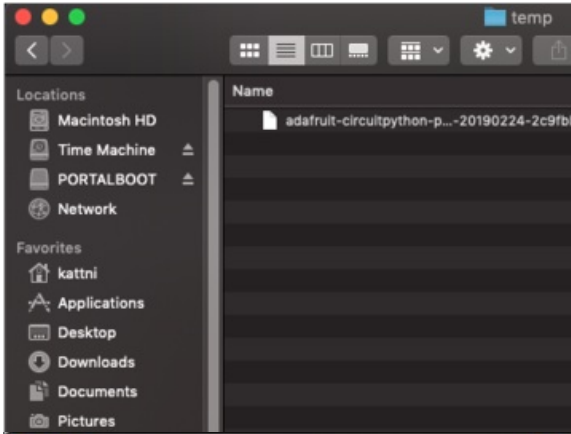 temp
Locations
Macintosh HD
Time Machine
PORTALBOOT
Network
Favorites
kattni
Applications
Desktop
Downloads
Documents
Pictures
Name
adafruit-circuitpython-p...-20190224-2c9fb